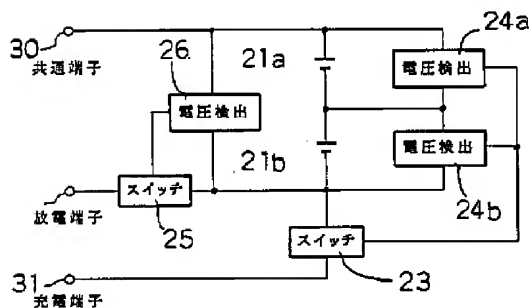 24a
30
26
21a
共通端子
電圧検出
電圧検出
21b
電圧検出
放電端子
スイッチ
25
24b
スイッチ
31
23
充電端子